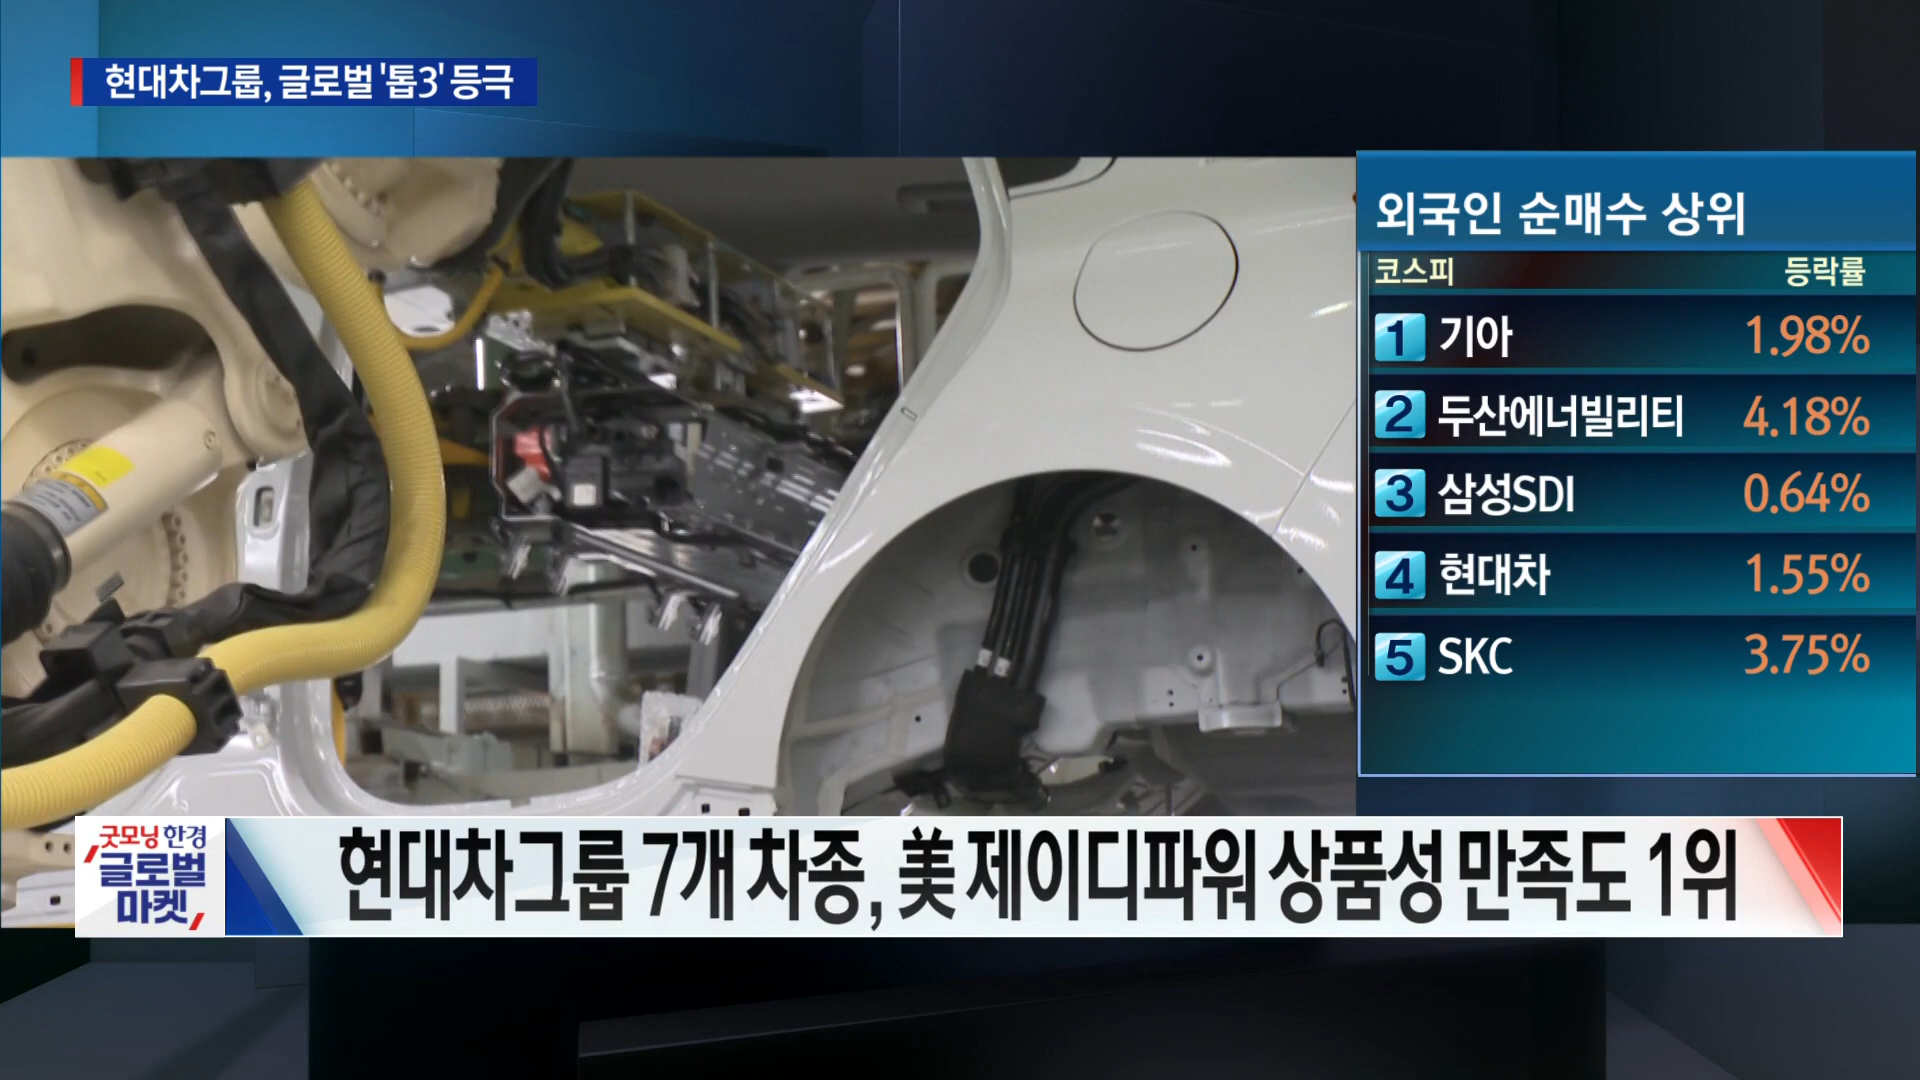 현대차그룹, 글로벌 '톱3' 등극
외국인 순매수 상위
코스피 등락률
1 기아 1.98%
2 두산에너빌리티 4.18%
3 삼성SDI 0.64%
4 현대차 1.55%
5 SKC 3.75%
굿모닝 한경
글로벌
마켓
현대차그룹 7개 차종, 美 제이디파워 상품성 만족도 1위